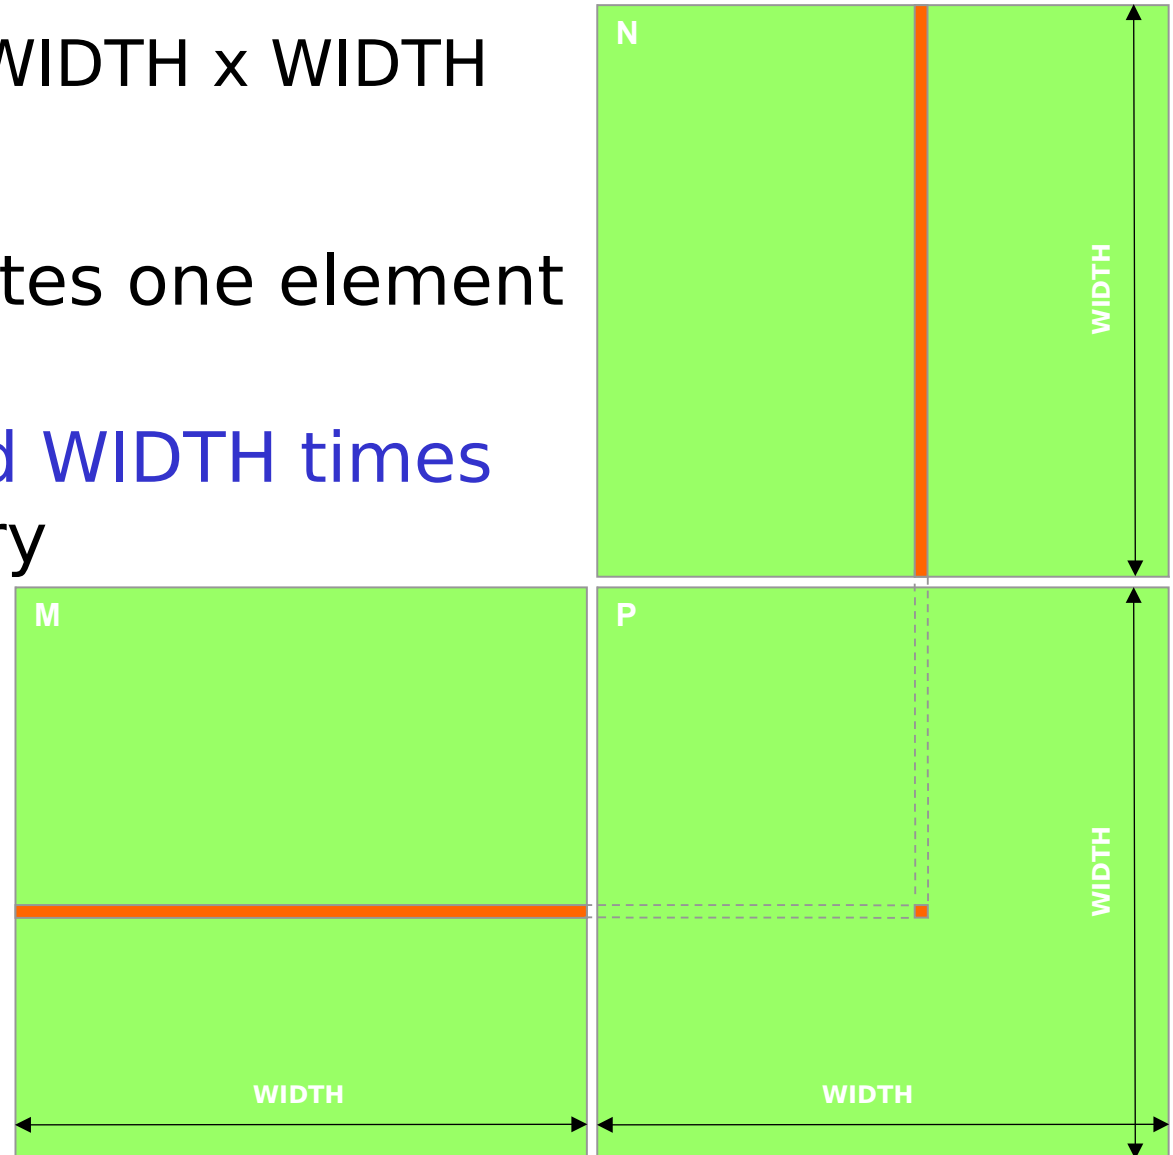 WIDTH x WIDTH
tes one element
d WIDTH times
ry
N
WIDTH
M
P
WIDTH
WIDTH
WIDTH